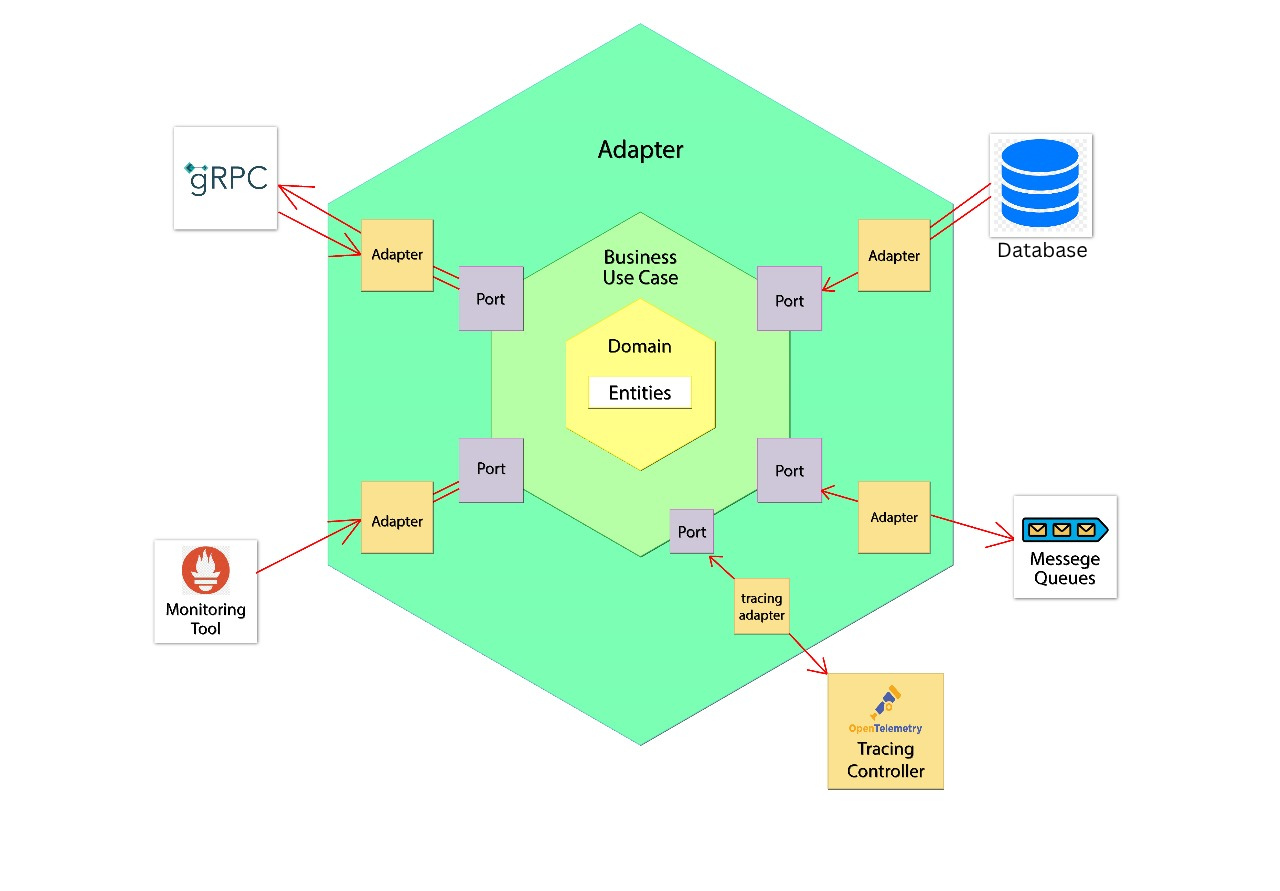 Adapter
gRPC
Database
Adapter
Adapter
Business
Use Case
Port
Port
Domain
Entities
Port
Port
Adapter
Adapter
Port
Messege
Queues
Monitoring
Tool
tracing
adapter
OpenTelemetry
Tracing
Controller